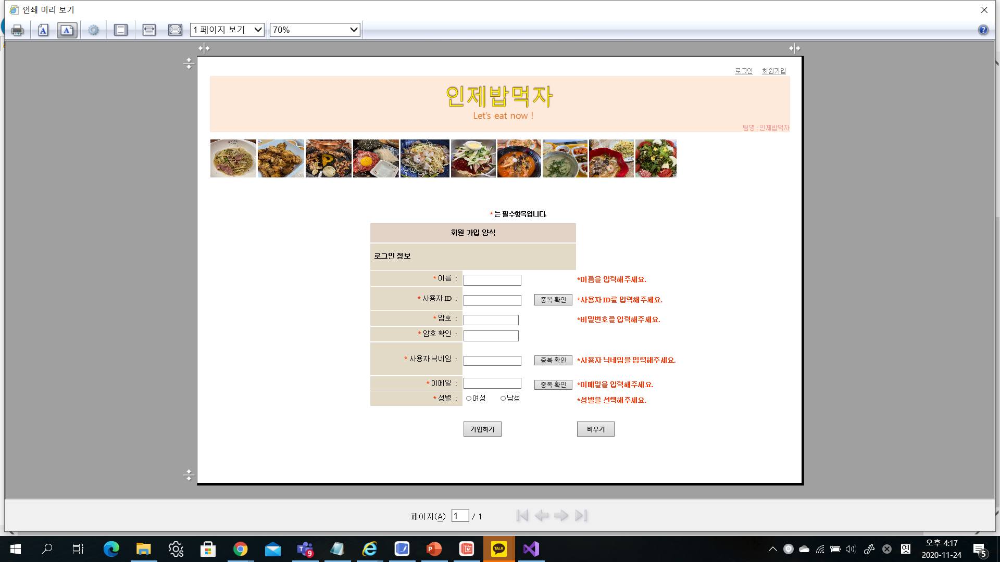 인쇄 미리 보기
1 페이지 보기
70%
로그인 회원가입
인제밥먹자
Let's eat now !
팀명 : 인제밥먹자
* 는 필수항목입니다.
회원 가입 양식
로그인 정보
* 이름 : *이름을 입력해주세요.
* 사용자 ID : 중복 확인 *사용자 ID를 입력해주세요.
* 암호 : *비밀번호를 입력해주세요.
* 암호 확인 :
* 사용자 닉네임 : 중복 확인 *사용자 닉네임을 입력해주세요.
* 이메일 : 중복 확인 *이메일을 입력해주세요.
* 성별 : 여성 남성 *성별을 선택해주세요.
가입하기 비우기
페이지(A) 1 / 1
TALK
9
옛
오후 4:17
2020-11-24
5